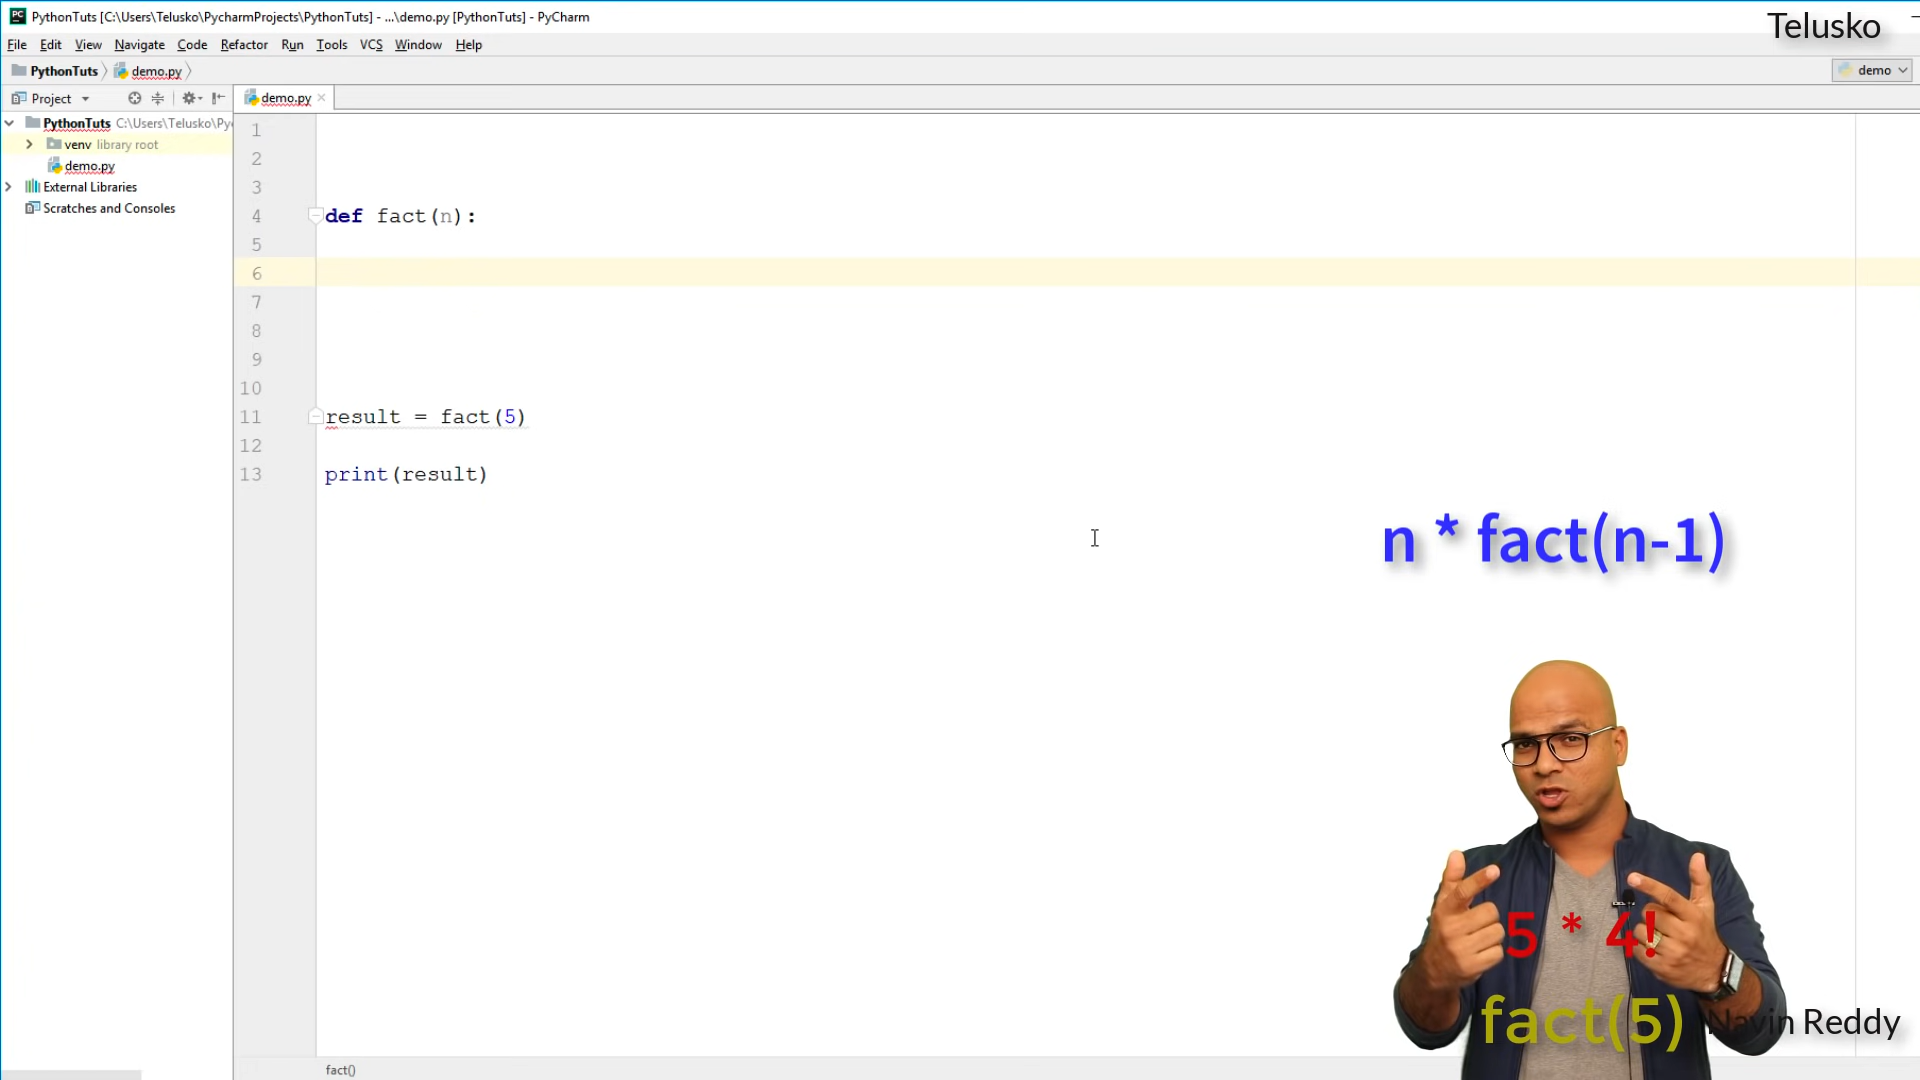 PC PythonTuts [C:\Users\Telusko\PycharmProjects\PythonTuts] - ...\demo.py [PythonTuts] - PyCharm
Telusko
File Edit View Navigate Code Refactor Run Tools VCS Window Help
PythonTuts demo.py
demo
Project
demo.py
PythonTuts C:\Users\Telusko\Py
venv library root
demo.py
External Libraries
Scratches and Consoles
1
2
3
4 def fact(n):
5
6
7
8
9
10
11 result = fact(5)
12
13 print(result)
n * fact(n-1)
5 * 4!
fact(5)
Navin Reddy
fact()